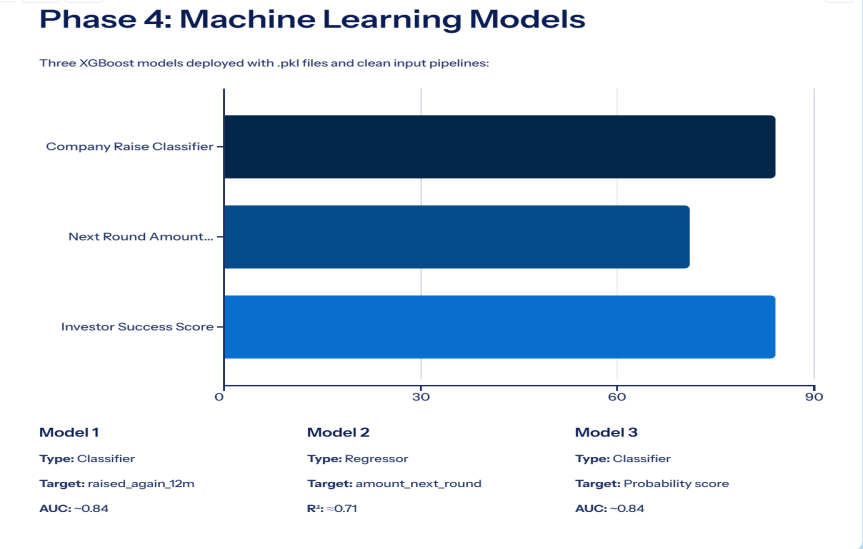 Phase 4: Machine Learning Models
Three XGBoost models deployed with .pkl files and clean input pipelines:
Company Raise Classifier
Next Round Amount...
Investor Success Score
0 30 60 90
Model 1
Type: Classifier
Target: raised_again_12m
AUC: ~0.84
Model 2
Type: Regressor
Target: amount_next_round
R²: ≈0.71
Model 3
Type: Classifier
Target: Probability score
AUC: ~0.84